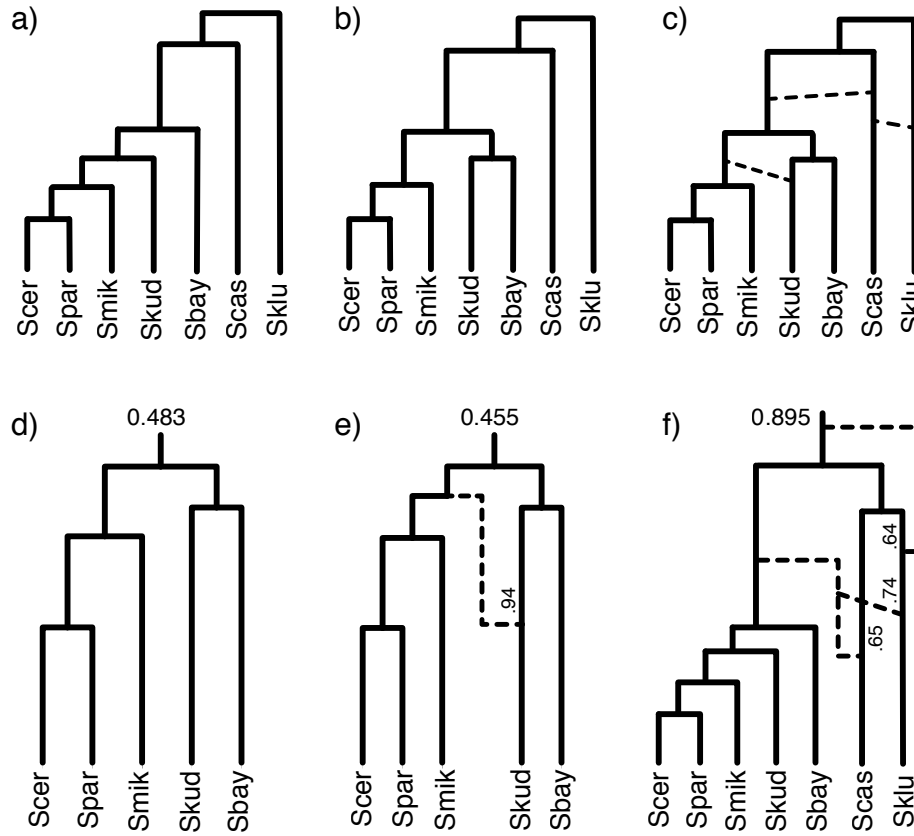 a)
Scer Spar Smik Skud Sbay Scas Sklu
b)
Scer Spar Smik Skud Sbay Scas Sklu
c)
Scer Spar Smik Skud Sbay Scas Sklu
d)
0.483
Scer Spar Smik Skud Sbay
e)
0.455
.94
Scer Spar Smik Skud Sbay
f)
0.895
.64
.74
.65
Scer Spar Smik Skud Sbay Scas Sklu